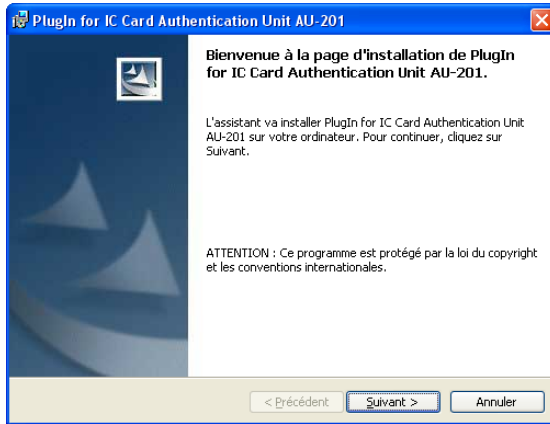 PlugIn for IC Card Authentication Unit AU-201
Bienvenue à la page d'installation de PlugIn
for IC Card Authentication Unit AU-201.
L'assistant va installer PlugIn for IC Card Authentication Unit
AU-201 sur votre ordinateur. Pour continuer, cliquez sur
Suivant.
ATTENTION : Ce programme est protégé par la loi du copyright
et les conventions internationales.
< Précédent Suivant > Annuler